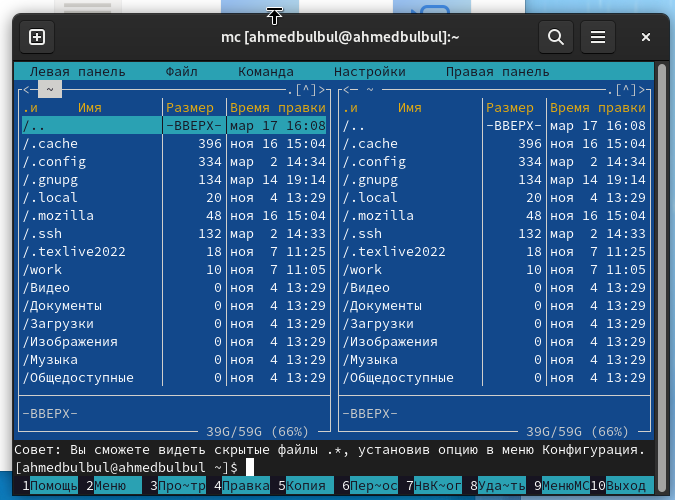 mc [ahmedbulbul@ahmedbulbul]:~
Левая панель Файл Команда Настройки Правая панель
<─ ~ .[^]> <─ ~ .[^]>
.и Имя Размер Время правки .и Имя Размер Время правки
/.. -ВВЕРХ- мар 17 16:08 /.. -ВВЕРХ- мар 17 16:08
/.cache 396 ноя 16 15:04 /.cache 396 ноя 16 15:04
/.config 334 мар 2 14:34 /.config 334 мар 2 14:34
/.gnupg 134 мар 14 19:14 /.gnupg 134 мар 14 19:14
/.local 20 ноя 4 13:29 /.local 20 ноя 4 13:29
/.mozilla 48 ноя 16 15:04 /.mozilla 48 ноя 16 15:04
/.ssh 132 мар 2 14:33 /.ssh 132 мар 2 14:33
/.texlive2022 18 ноя 7 11:25 /.texlive2022 18 ноя 7 11:25
/work 10 ноя 7 11:05 /work 10 ноя 7 11:05
/Видео 0 ноя 4 13:29 /Видео 0 ноя 4 13:29
/Документы 0 ноя 4 13:29 /Документы 0 ноя 4 13:29
/Загрузки 0 ноя 4 13:29 /Загрузки 0 ноя 4 13:29
/Изображения 0 ноя 4 13:29 /Изображения 0 ноя 4 13:29
/Музыка 0 ноя 4 13:29 /Музыка 0 ноя 4 13:29
/Общедоступные 0 ноя 4 13:29 /Общедоступные 0 ноя 4 13:29
-ВВЕРХ- -ВВЕРХ-
39G/59G (66%) 39G/59G (66%)
Совет: Вы сможете видеть скрытые файлы .*, установив опцию в меню Конфигурация.
[ahmedbulbul@ahmedbulbul ~]$
1Помощь 2Меню 3Про~тр 4Правка 5Копия 6Пер~ос 7НвК~ог 8Уда~ть 9МенюMC 10Выход